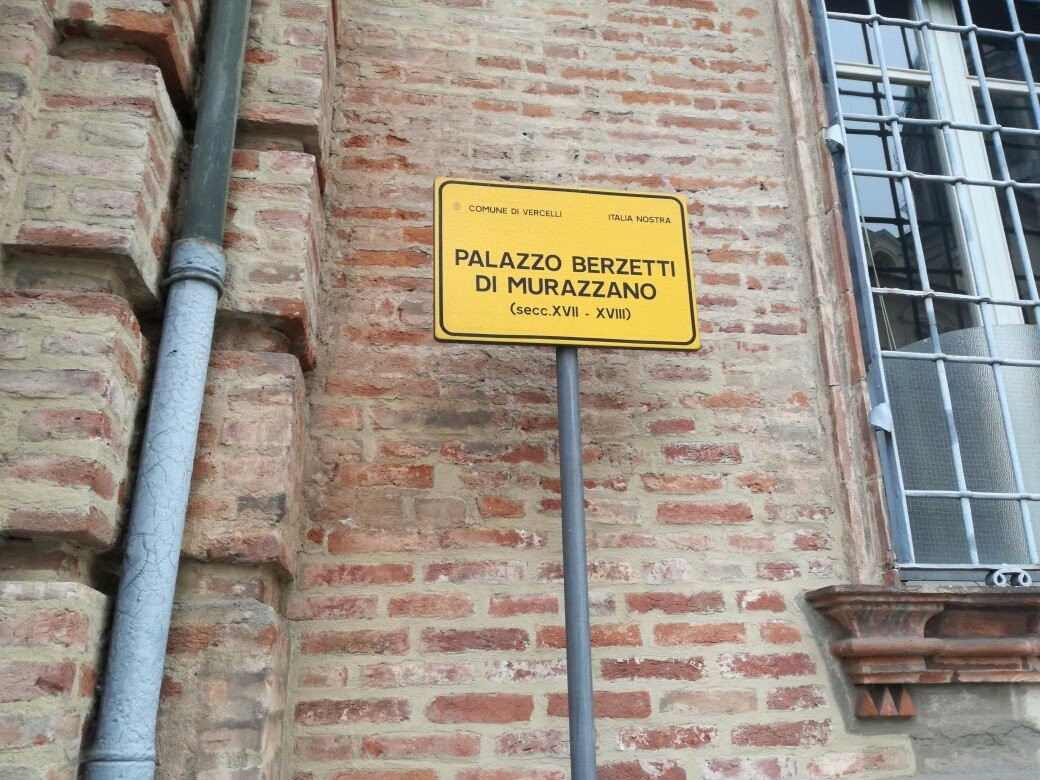 COMUNE DI VERCELLI ITALIA NOSTRA
PALAZZO BERZETTI
DI MURAZZANO
(secc.XVII - XVIII)